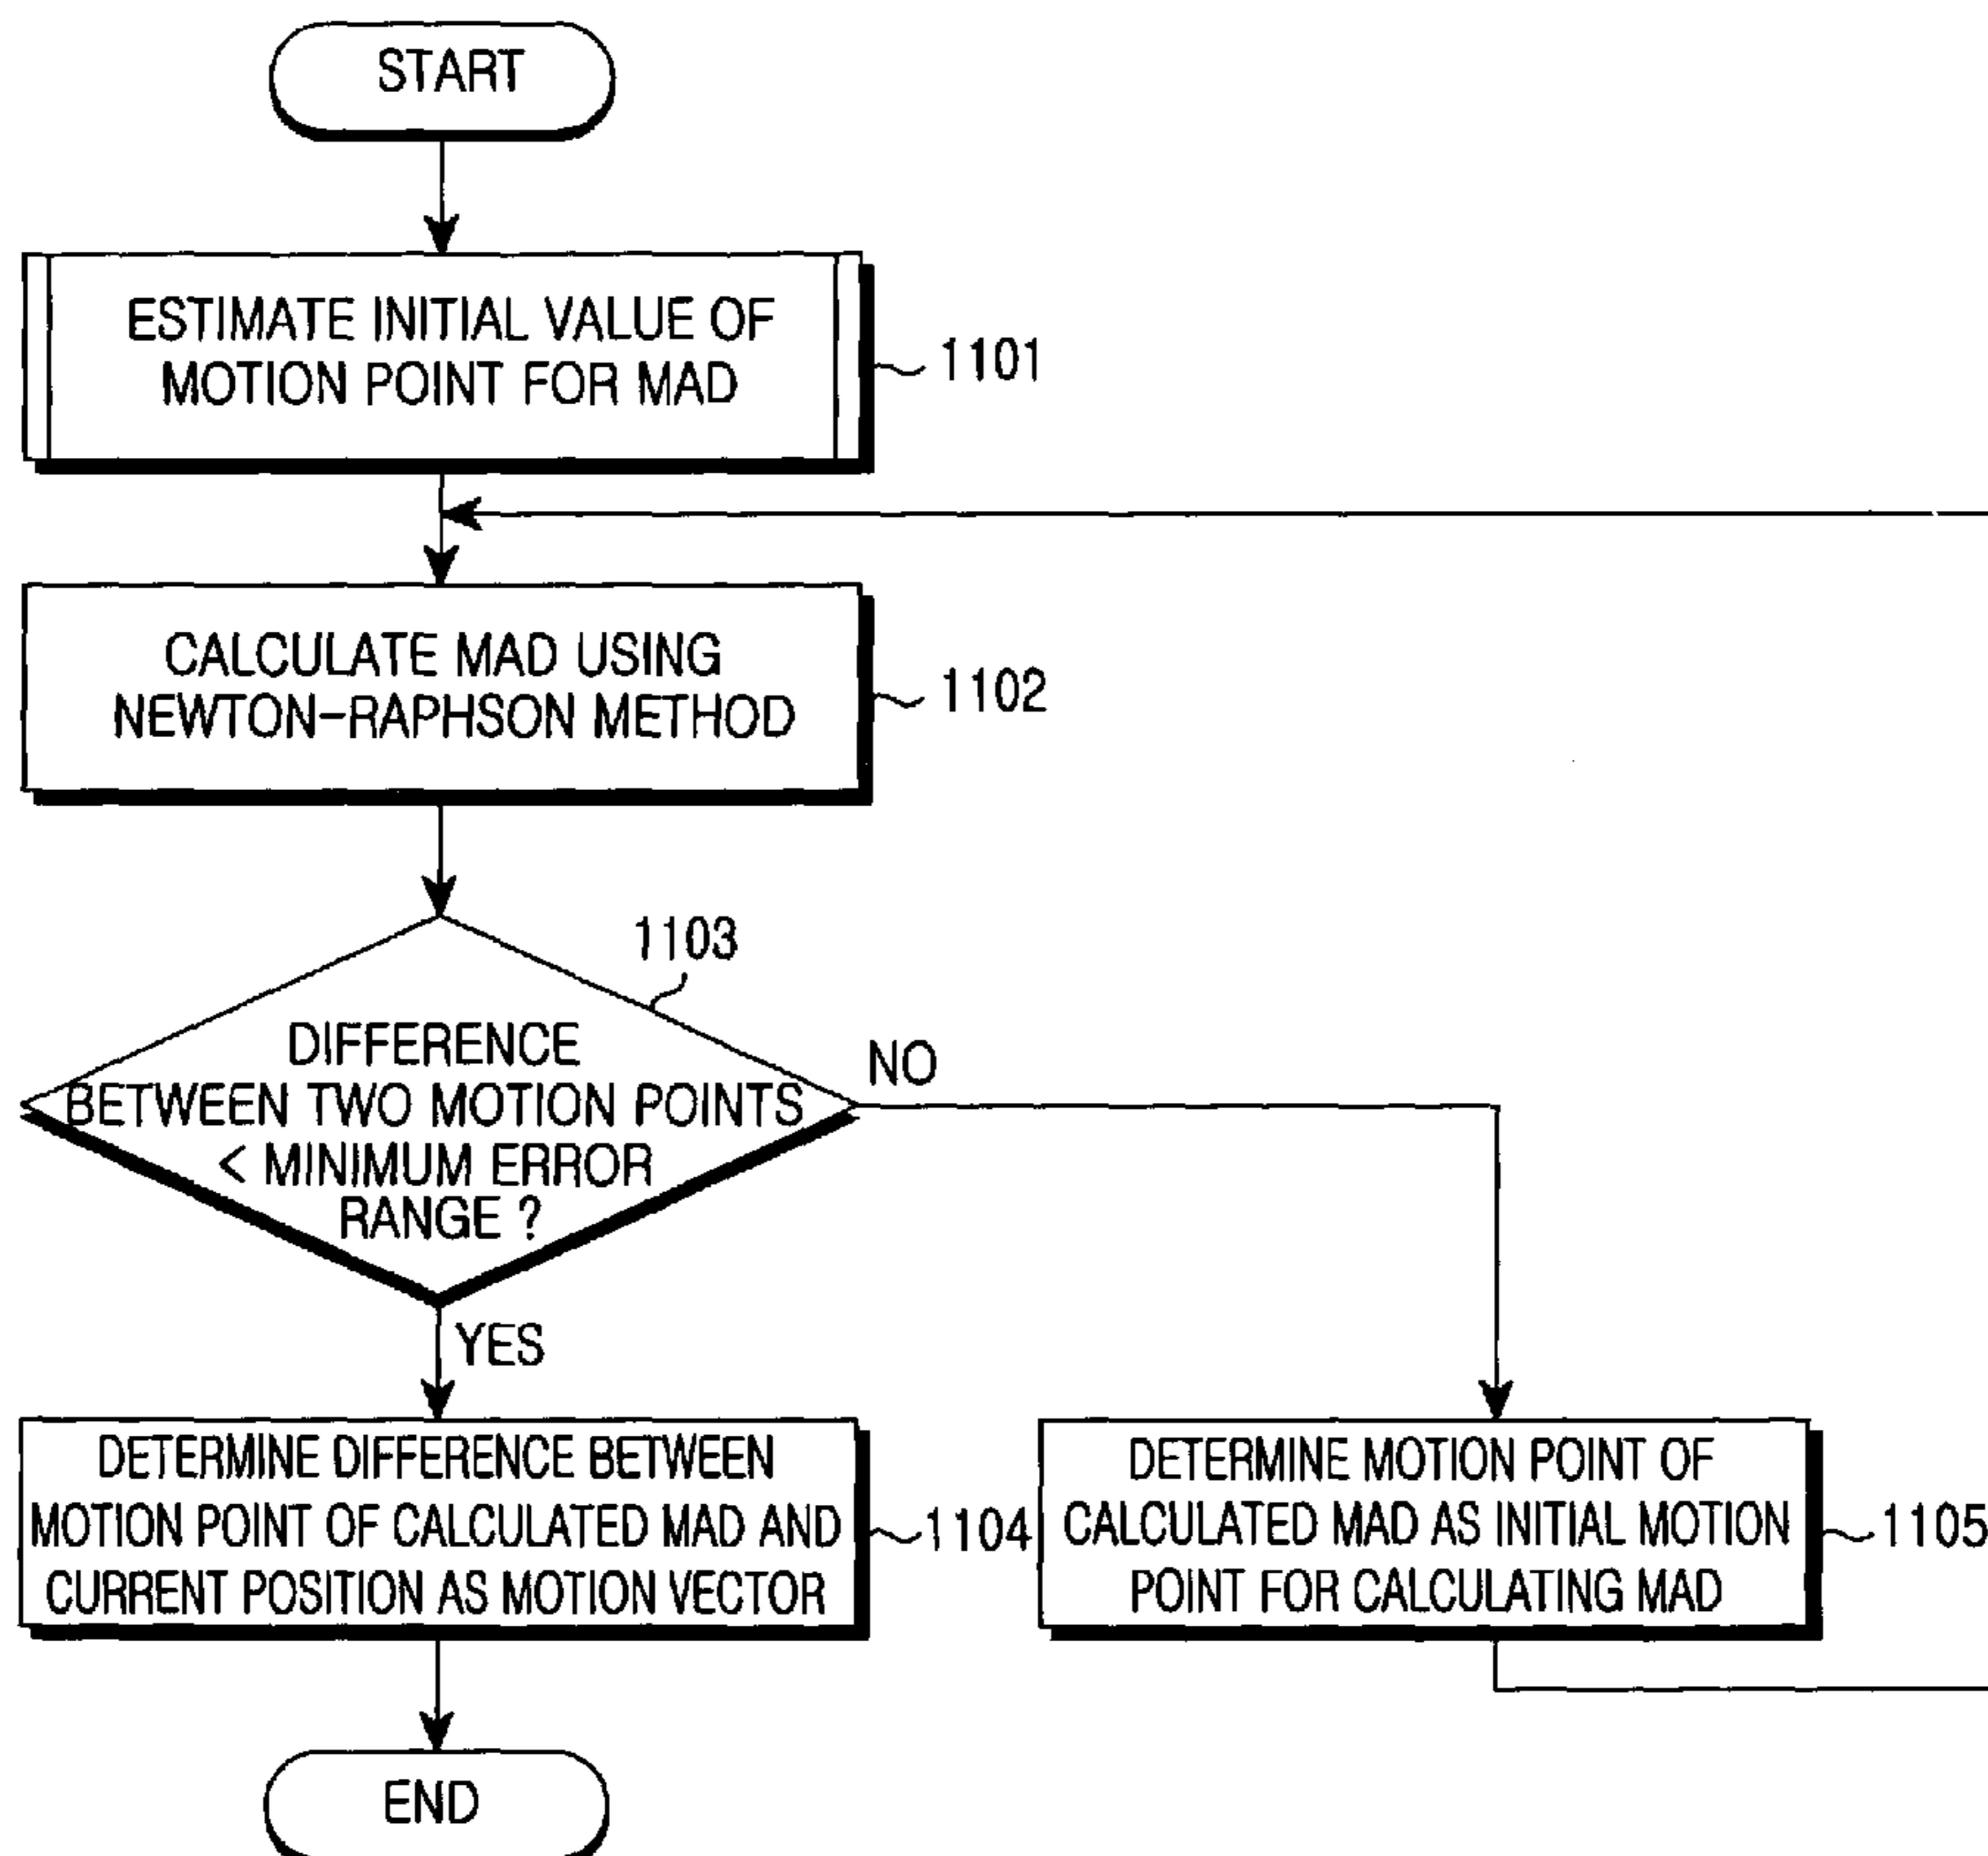 START
ESTIMATE INITIAL VALUE OF
MOTION POINT FOR MAD
1101
CALCULATE MAD USING
NEWTON-RAPHSON METHOD
1102
1103
DIFFERENCE
BETWEEN TWO MOTION POINTS
< MINIMUM ERROR
RANGE ?
NO
YES
DETERMINE DIFFERENCE BETWEEN
MOTION POINT OF CALCULATED MAD AND
CURRENT POSITION AS MOTION VECTOR
1104
DETERMINE MOTION POINT OF
CALCULATED MAD AS INITIAL MOTION
POINT FOR CALCULATING MAD
1105
END